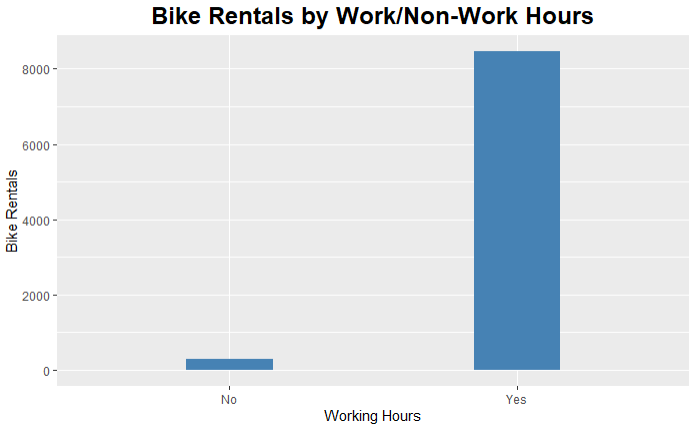 Bike Rentals by Work/Non-Work Hours
8000
6000
4000
2000
0
Bike Rentals
No Yes
Working Hours